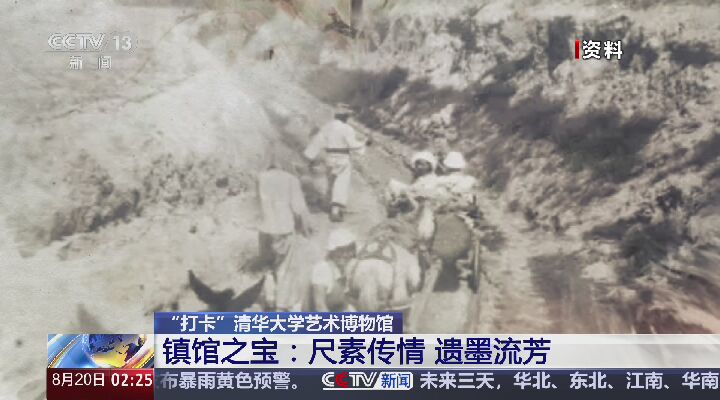 CCTV 13
新闻
资料
“打卡”清华大学艺术博物馆
镇馆之宝：尺素传情 遗墨流芳
8月20日 02:25
布暴雨黄色预警。 CCTV新闻 未来三天，华北、东北、江南、华南